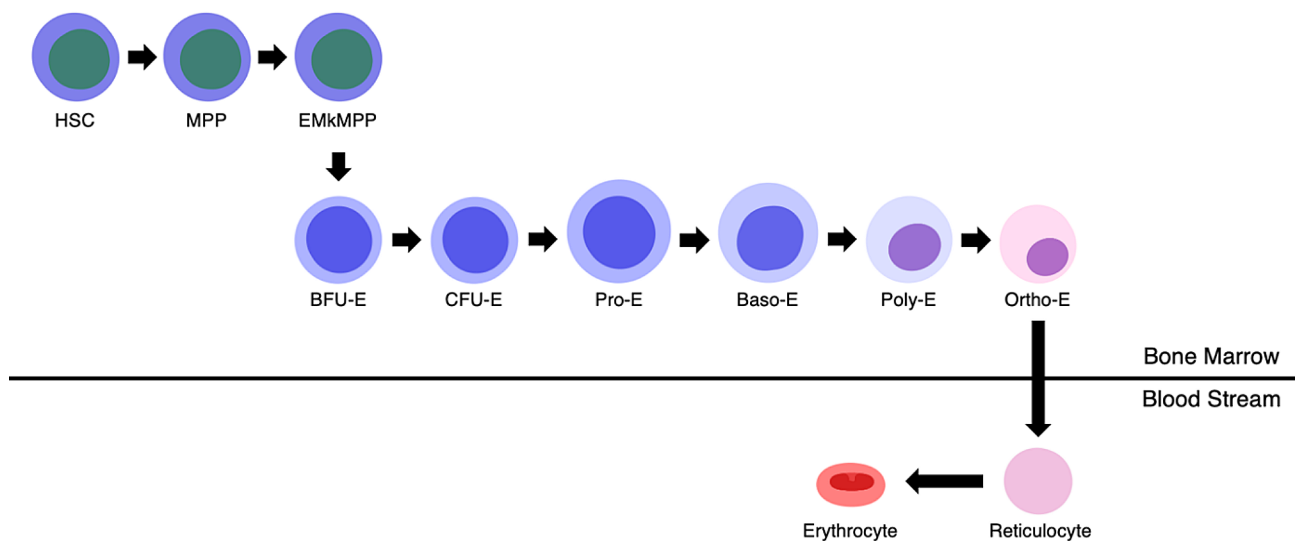 HSC
MPP
EMkMPP
BFU-E
CFU-E
Pro-E
Baso-E
Poly-E
Ortho-E
Bone Marrow
Blood Stream
Erythrocyte
Reticulocyte